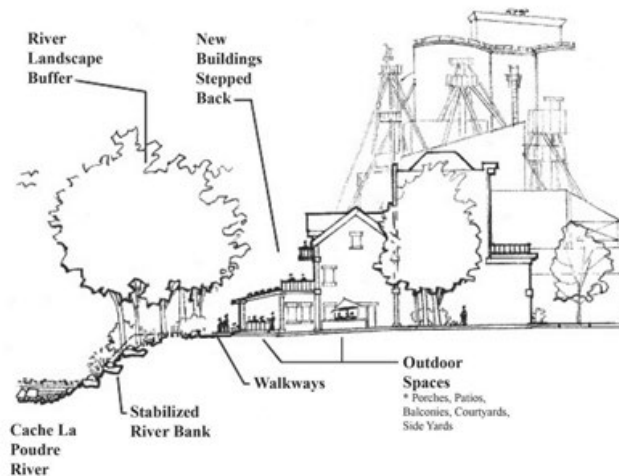 River
Landscape
Buffer
New
Buildings
Stepped
Back
Walkways
Outdoor
Spaces
* Porches, Patios,
Balconies, Courtyards,
Side Yards
Stabilized
River Bank
Cache La
Poudre
River